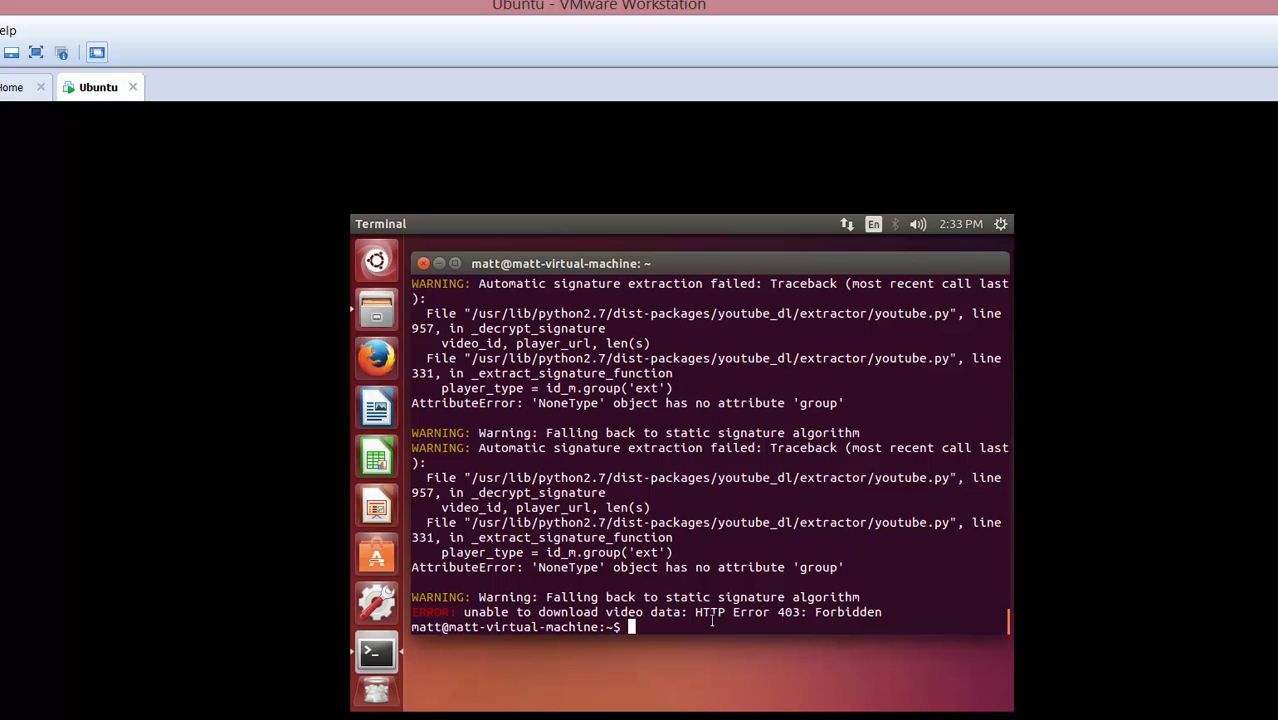 Ubuntu - VMware Workstation
elp
Home
Ubuntu
Terminal
En
2:33 PM
matt@matt-virtual-machine: ~
WARNING: Automatic signature extraction failed: Traceback (most recent call last
):
File "/usr/lib/python2.7/dist-packages/youtube_dl/extractor/youtube.py", line
957, in _decrypt_signature
video_id, player_url, len(s)
File "/usr/lib/python2.7/dist-packages/youtube_dl/extractor/youtube.py", line
331, in _extract_signature_function
player_type = id_m.group('ext')
AttributeError: 'NoneType' object has no attribute 'group'
WARNING: Warning: Falling back to static signature algorithm
WARNING: Automatic signature extraction failed: Traceback (most recent call last
):
File "/usr/lib/python2.7/dist-packages/youtube_dl/extractor/youtube.py", line
957, in _decrypt_signature
video_id, player_url, len(s)
File "/usr/lib/python2.7/dist-packages/youtube_dl/extractor/youtube.py", line
331, in _extract_signature_function
player_type = id_m.group('ext')
AttributeError: 'NoneType' object has no attribute 'group'
WARNING: Warning: Falling back to static signature algorithm
ERROR: unable to download video data: HTTP Error 403: Forbidden
matt@matt-virtual-machine:~$